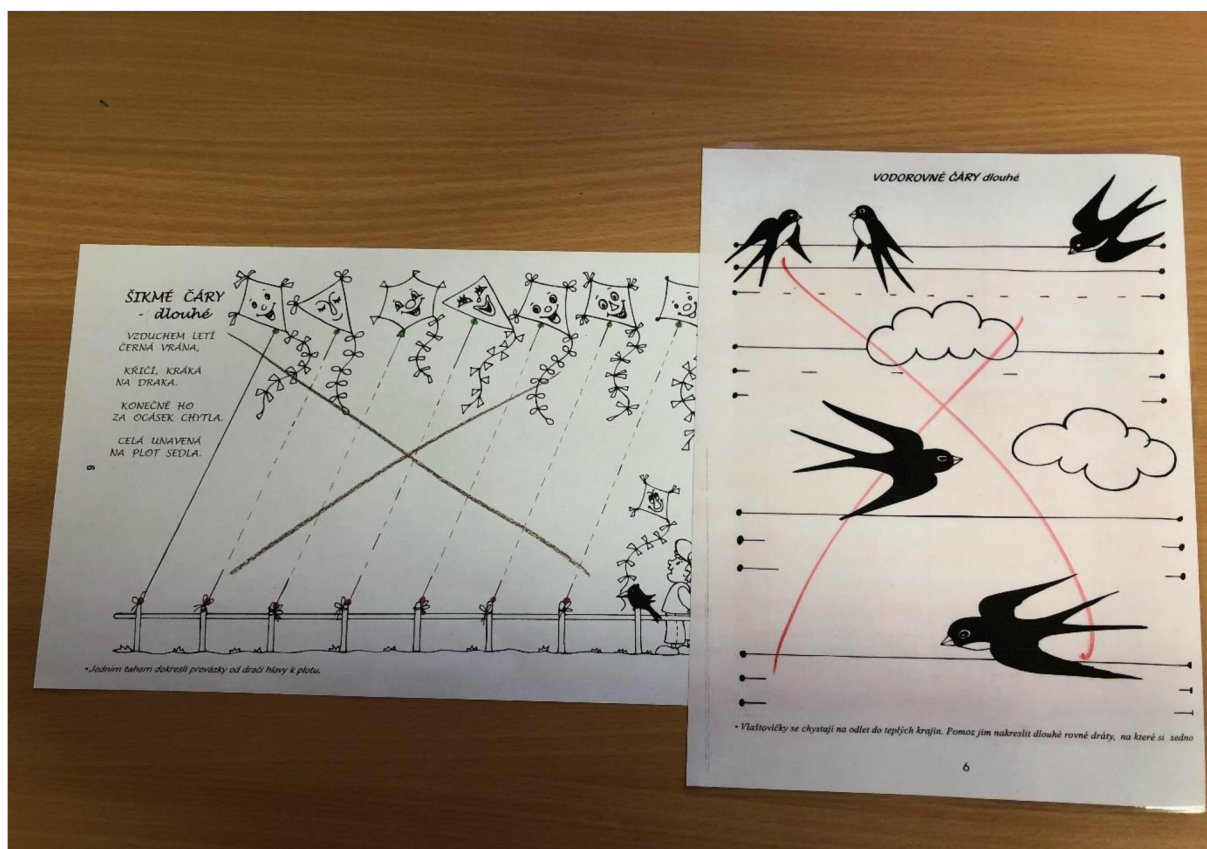 ŠIKMÉ ČÁRY
- dlouhé
VZDUCHEM LETÍ
ČERNÁ VRÁNA,
KŘIČÍ, KRÁKÁ
NA DRAKA.
KONEČNĚ HO
ZA OCÁSEK CHYTLA.
CELÁ UNAVENÁ
NA PLOT SEDLA.
9
• Jedním tahem dokresli provázky od dračí hlavy k plotu.
VODOROVNÉ ČÁRY dlouhé
• Vlaštovičky se chystají na odlet do teplých krajin. Pomoz jim nakreslit dlouhé rovné dráty, na které si sedno
6